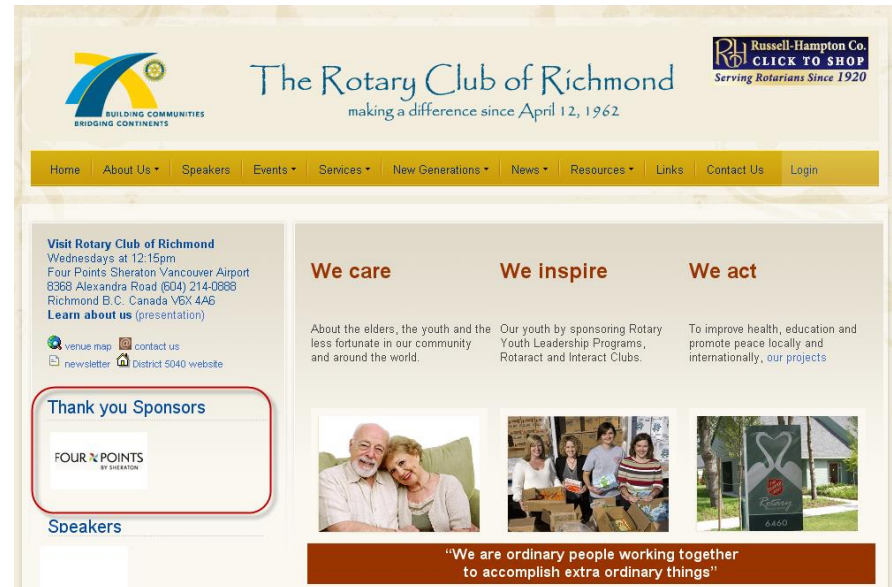 BUILDING COMMUNITIES
BRIDGING CONTINENTS
The Rotary Club of Richmond
making a difference since April 12, 1962
RH Russell-Hampton Co.
CLICK TO SHOP
Serving Rotarians Since 1920
Home About Us Speakers Events Services New Generations News Resources Links Contact Us Login
Visit Rotary Club of Richmond
Wednesdays at 12:15pm
Four Points Sheraton Vancouver Airport
8368 Alexandra Road (604) 214-0888
Richmond B.C. Canada V6X 4A6
Learn about us (presentation)
venue map contact us
newsletter District 5040 website
Thank you Sponsors
FOUR POINTS
BY SHERATON
Speakers
We care
About the elders, the youth and the
less fortunate in our community
and around the world.
We inspire
Our youth by sponsoring Rotary
Youth Leadership Programs,
Rotaract and Interact Clubs.
We act
To improve health, education and
promote peace locally and
internationally, our projects
Rotary
6460
“We are ordinary people working together
to accomplish extra ordinary things”